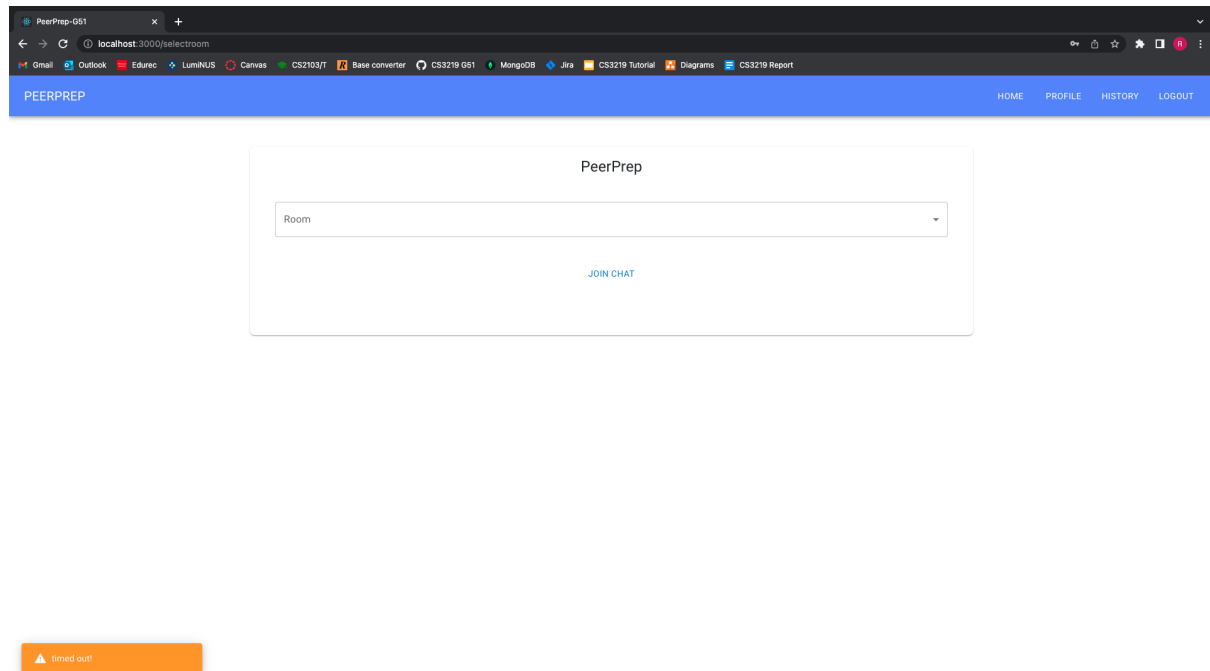 PeerPrep-G51
localhost:3000/selectroom
Gmail Outlook Edurec LumiNUS Canvas CS2103/T Base converter CS3219 G51 MongoDB Jira CS3219 Tutorial Diagrams CS3219 Report
PEERPREP HOME PROFILE HISTORY LOGOUT
PeerPrep
Room
JOIN CHAT
timed out!